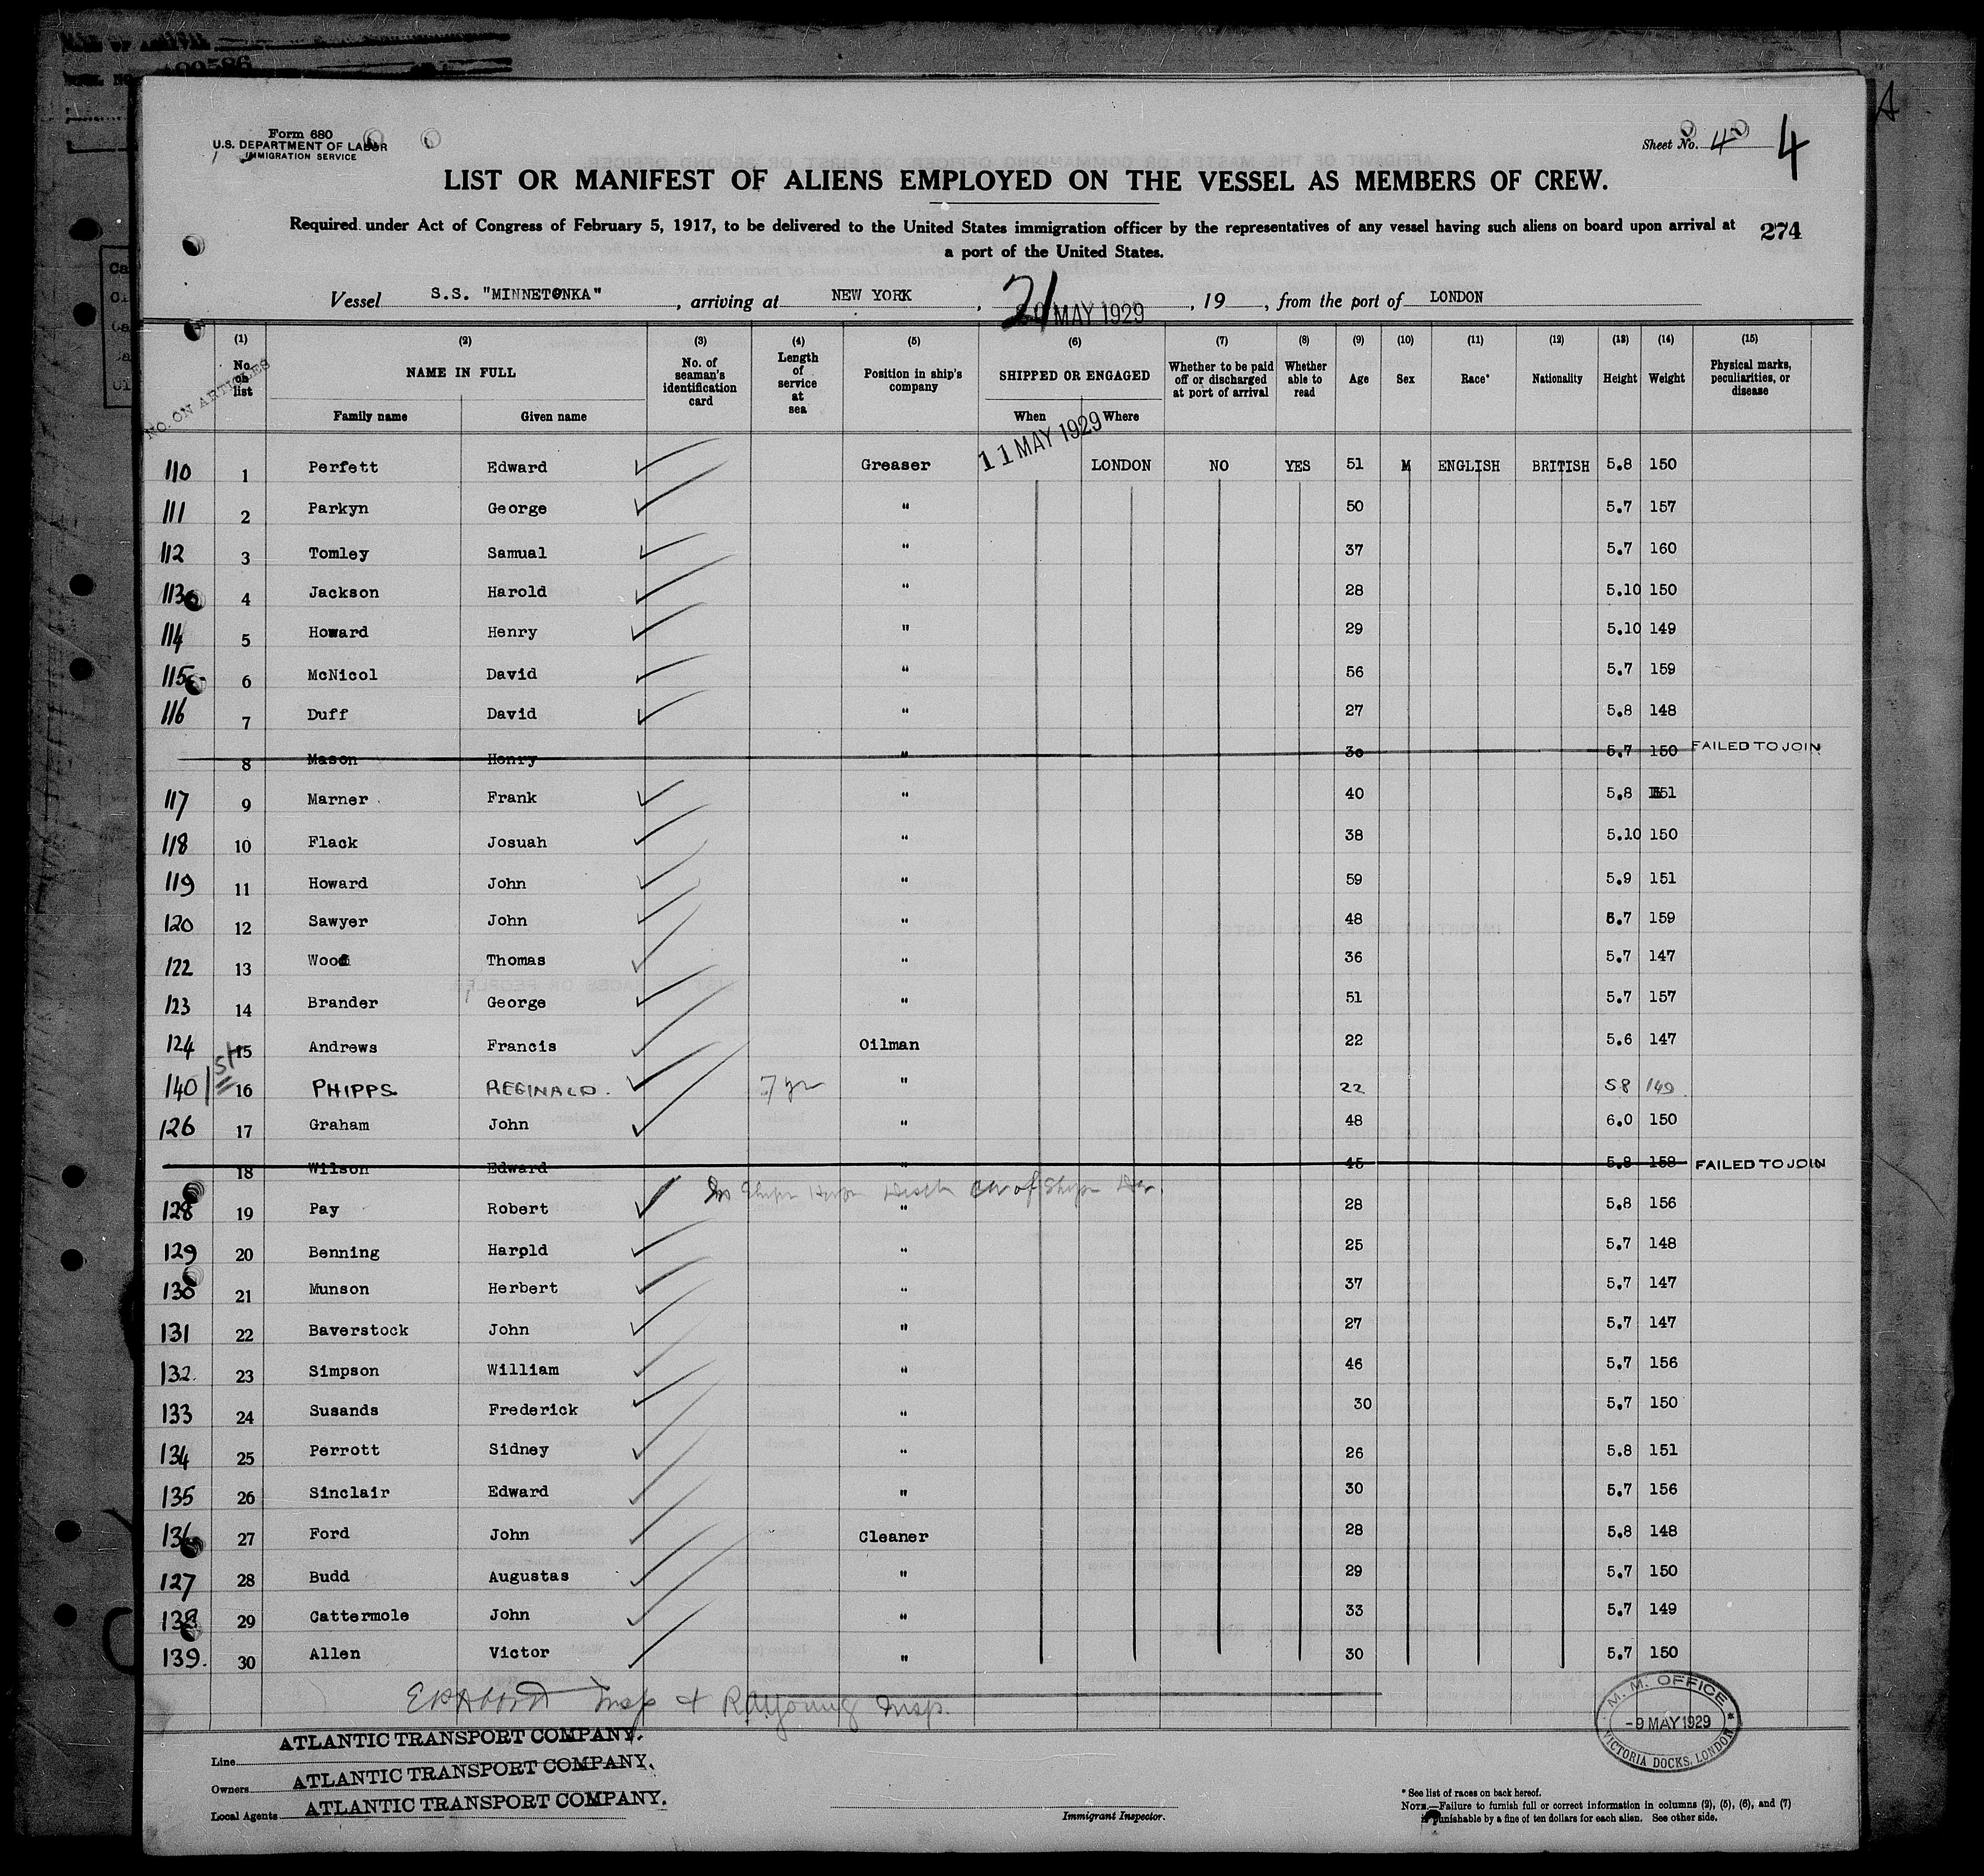 100586
Form 680
U.S. DEPARTMENT OF LABOR
IMMIGRATION SERVICE
Sheet No. 4 4
LIST OR MANIFEST OF ALIENS EMPLOYED ON THE VESSEL AS MEMBERS OF CREW.
Required under Act of Congress of February 5, 1917, to be delivered to the United States immigration officer by the representatives of any vessel having such aliens on board upon arrival at
a port of the United States.
274
Vessel S.S. "MINNETONKA", arriving at NEW YORK, 21 MAY 1929, 19, from the port of LONDON
(1) (2) (3) (4) (5) (6) (7) (8) (9) (10) (11) (12) (13) (14) (15)
NO. ON ARTICLES
No. on list
NAME IN FULL
Family name Given name
No. of seaman's identification card
Length of service at sea
Position in ship's company
SHIPPED OR ENGAGED
When Where
Whether to be paid off or discharged at port of arrival
Whether able to read
Age Sex Race* Nationality Height Weight
Physical marks, peculiarities, or disease
110 1 Perfett Edward Greaser 11 MAY 1929 LONDON NO YES 51 M ENGLISH BRITISH 5.8 150
111 2 Parkyn George " 50 5.7 157
112 3 Tomley Samual " 37 5.7 160
113 4 Jackson Harold " 28 5.10 150
114 5 Howard Henry " 29 5.10 149
115 6 McNicol David " 56 5.7 159
116 7 Duff David " 27 5.8 148
8 Mason Henry " 30 5.7 150 FAILED TO JOIN
117 9 Marner Frank " 40 5.8 151
118 10 Flack Josuah " 38 5.10 150
119 11 Howard John " 59 5.9 151
120 12 Sawyer John " 48 5.7 159
122 13 Wood Thomas " 36 5.7 147
123 14 Brander George " 51 5.7 157
124 15 Andrews Francis Oilman 22 5.6 147
140 1st 16 PHIPPS REGINALD. 7 yr " 22 58 149
126 17 Graham John " 48 6.0 150
18 Wilson Edward " 45 5.8 158 FAILED TO JOIN
128 19 Pay Robert " 28 5.8 156
129 20 Benning Harold " 25 5.7 148
130 21 Munson Herbert " 37 5.7 147
131 22 Baverstock John " 27 5.7 147
132. 23 Simpson William " 46 5.7 156
133 24 Susands Frederick " 30 5.7 150
134 25 Perrott Sidney " 26 5.8 151
135 26 Sinclair Edward " 30 5.7 156
136 27 Ford John Cleaner 28 5.8 148
127 28 Budd Augustas " 29 5.7 150
138 29 Cattermole John " 33 5.7 149
139. 30 Allen Victor " 30 5.7 150
Insp & RAYoung Insp.
M. M. OFFICE
-9 MAY 1929
VICTORIA DOCKS, LONDON
Line ATLANTIC TRANSPORT COMPANY.
Owners ATLANTIC TRANSPORT COMPANY.
Local Agents ATLANTIC TRANSPORT COMPANY.
Immigrant Inspector.
* See list of races on back hereof.
NOTE.—Failure to furnish full or correct information in columns (2), (5), (6), and (7)
is punishable by a fine of ten dollars for each alien. See other side.